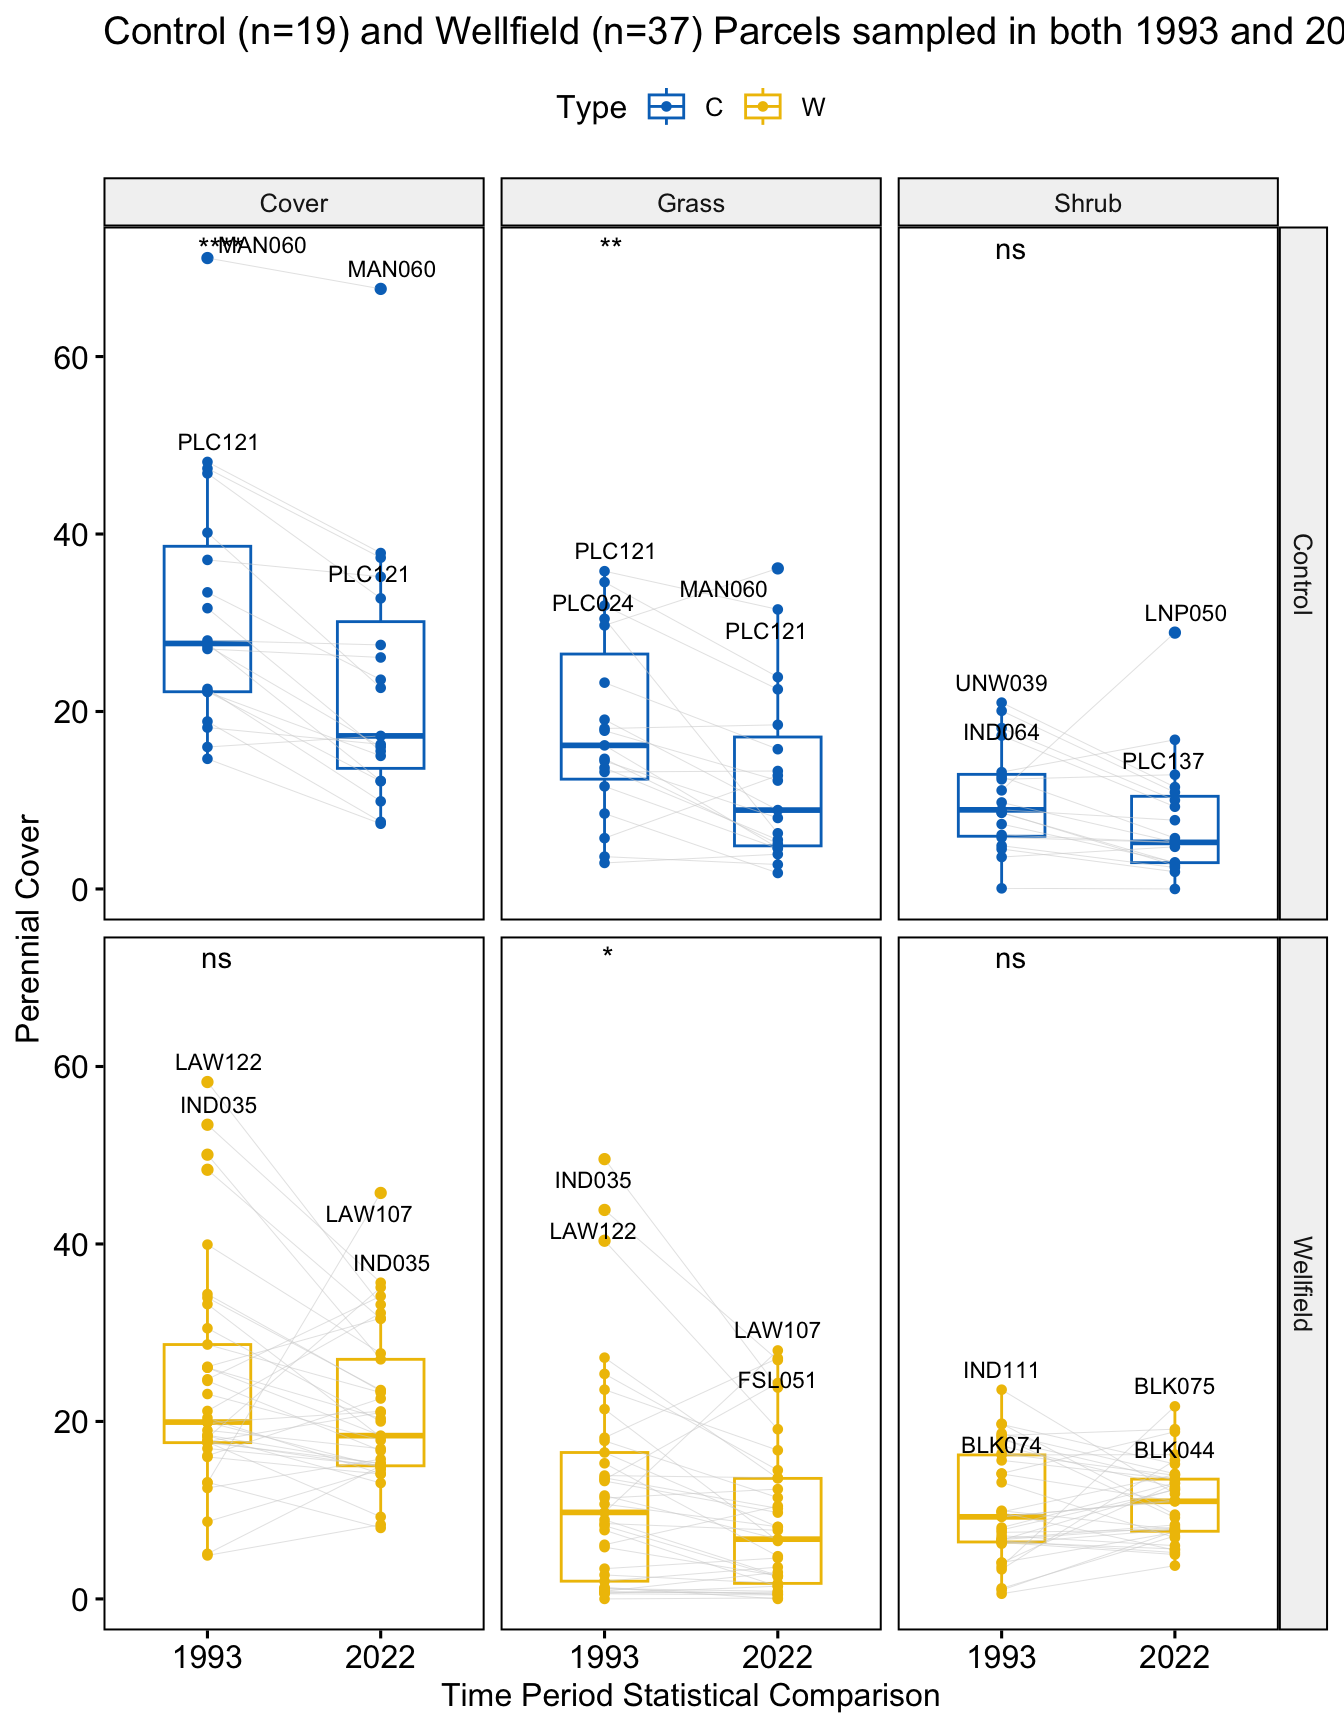 Control (n=19) and Wellfield (n=37) Parcels sampled in both 1993 and 20
Type C W
Cover Grass Shrub
Control
MAN060
MAN060
PLC121
PLC121
**
PLC121
PLC024
MAN060
PLC121
ns
LNP050
UNW039
IND064
PLC137
60
40
20
0
Perennial Cover
Wellfield
ns
LAW122
IND035
LAW107
IND035
*
IND035
LAW122
LAW107
FSL051
ns
IND111
BLK075
BLK074
BLK044
60
40
20
0
1993 2022 1993 2022 1993 2022
Time Period Statistical Comparison